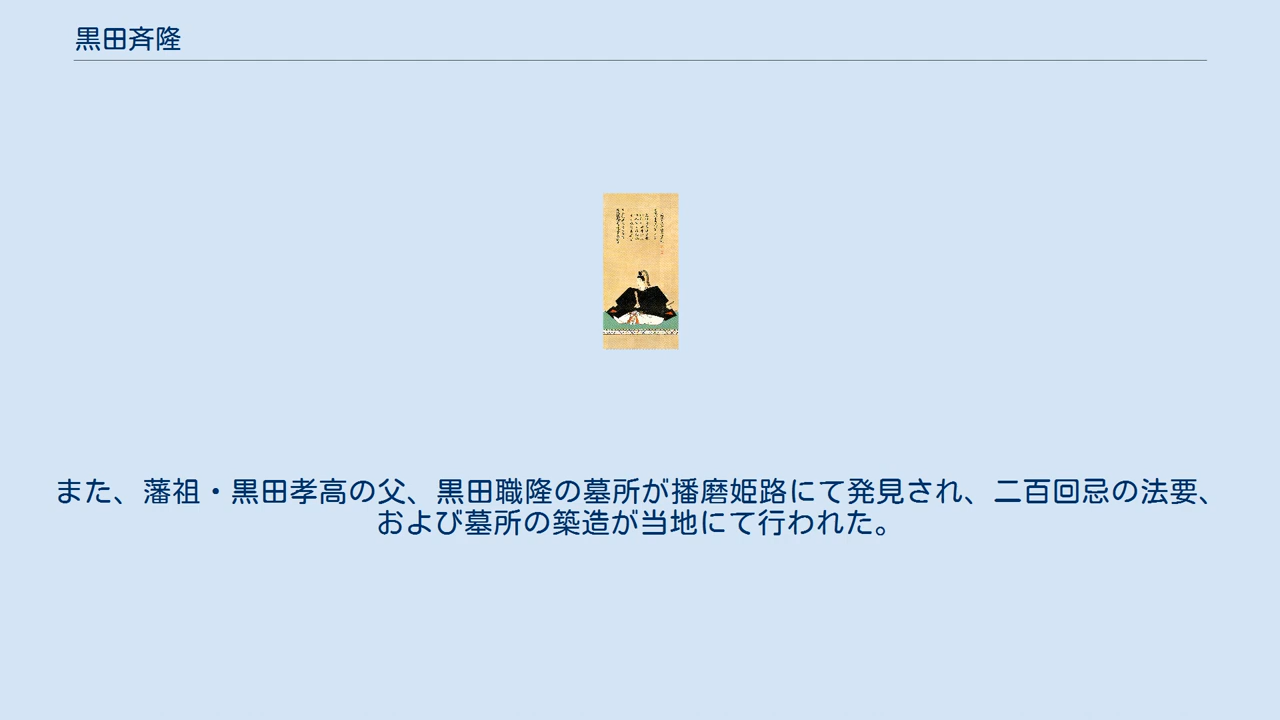 黒田斉隆
また、藩祖・黒田孝高の父、黒田職隆の墓所が播磨姫路にて発見され、二百回忌の法要、
および墓所の築造が当地にて行われた。